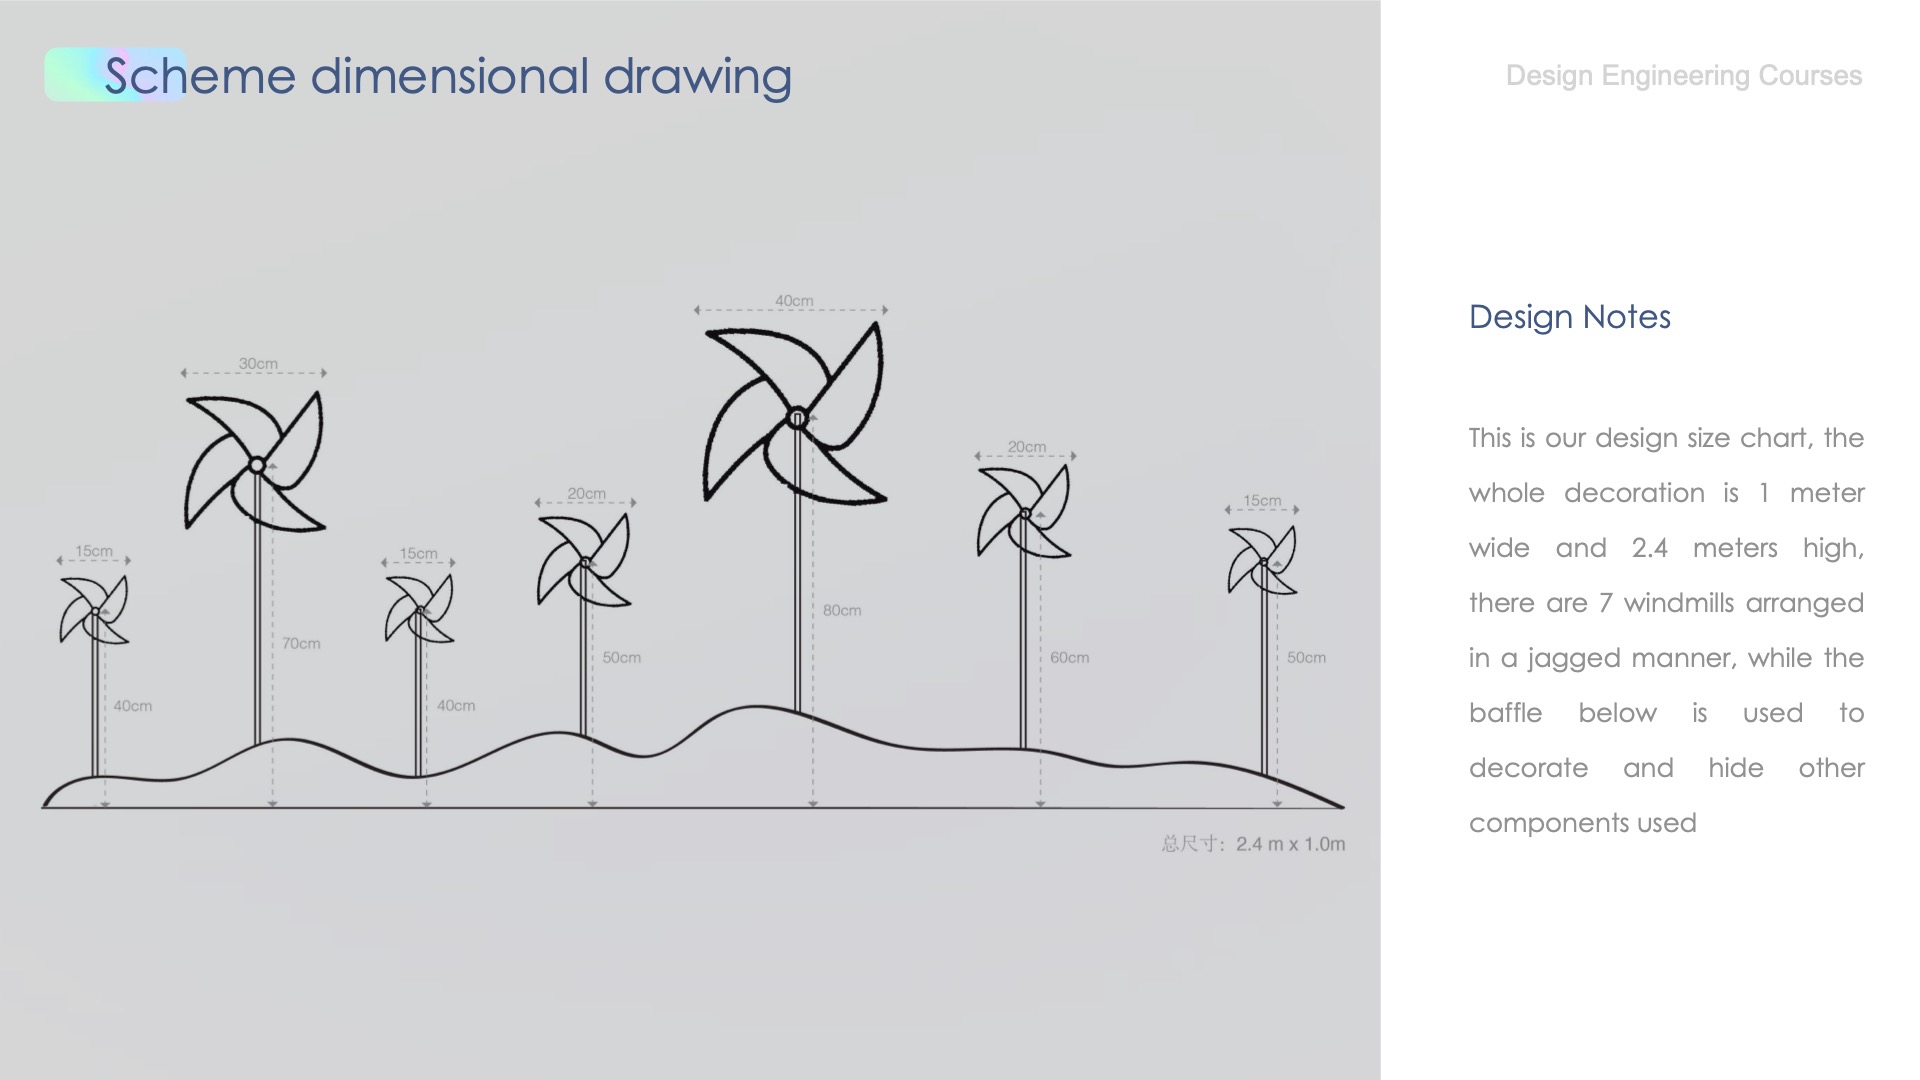 Scheme dimensional drawing
Design Engineering Courses
40cm
30cm
20cm
20cm
15cm
15cm
15cm
80cm
70cm
50cm
60cm
50cm
40cm
40cm
总尺寸: 2.4 m x 1.0m
Design Notes
This is our design size chart, the
whole decoration is 1 meter
wide and 2.4 meters high,
there are 7 windmills arranged
in a jagged manner, while the
baffle below is used to
decorate and hide other
components used